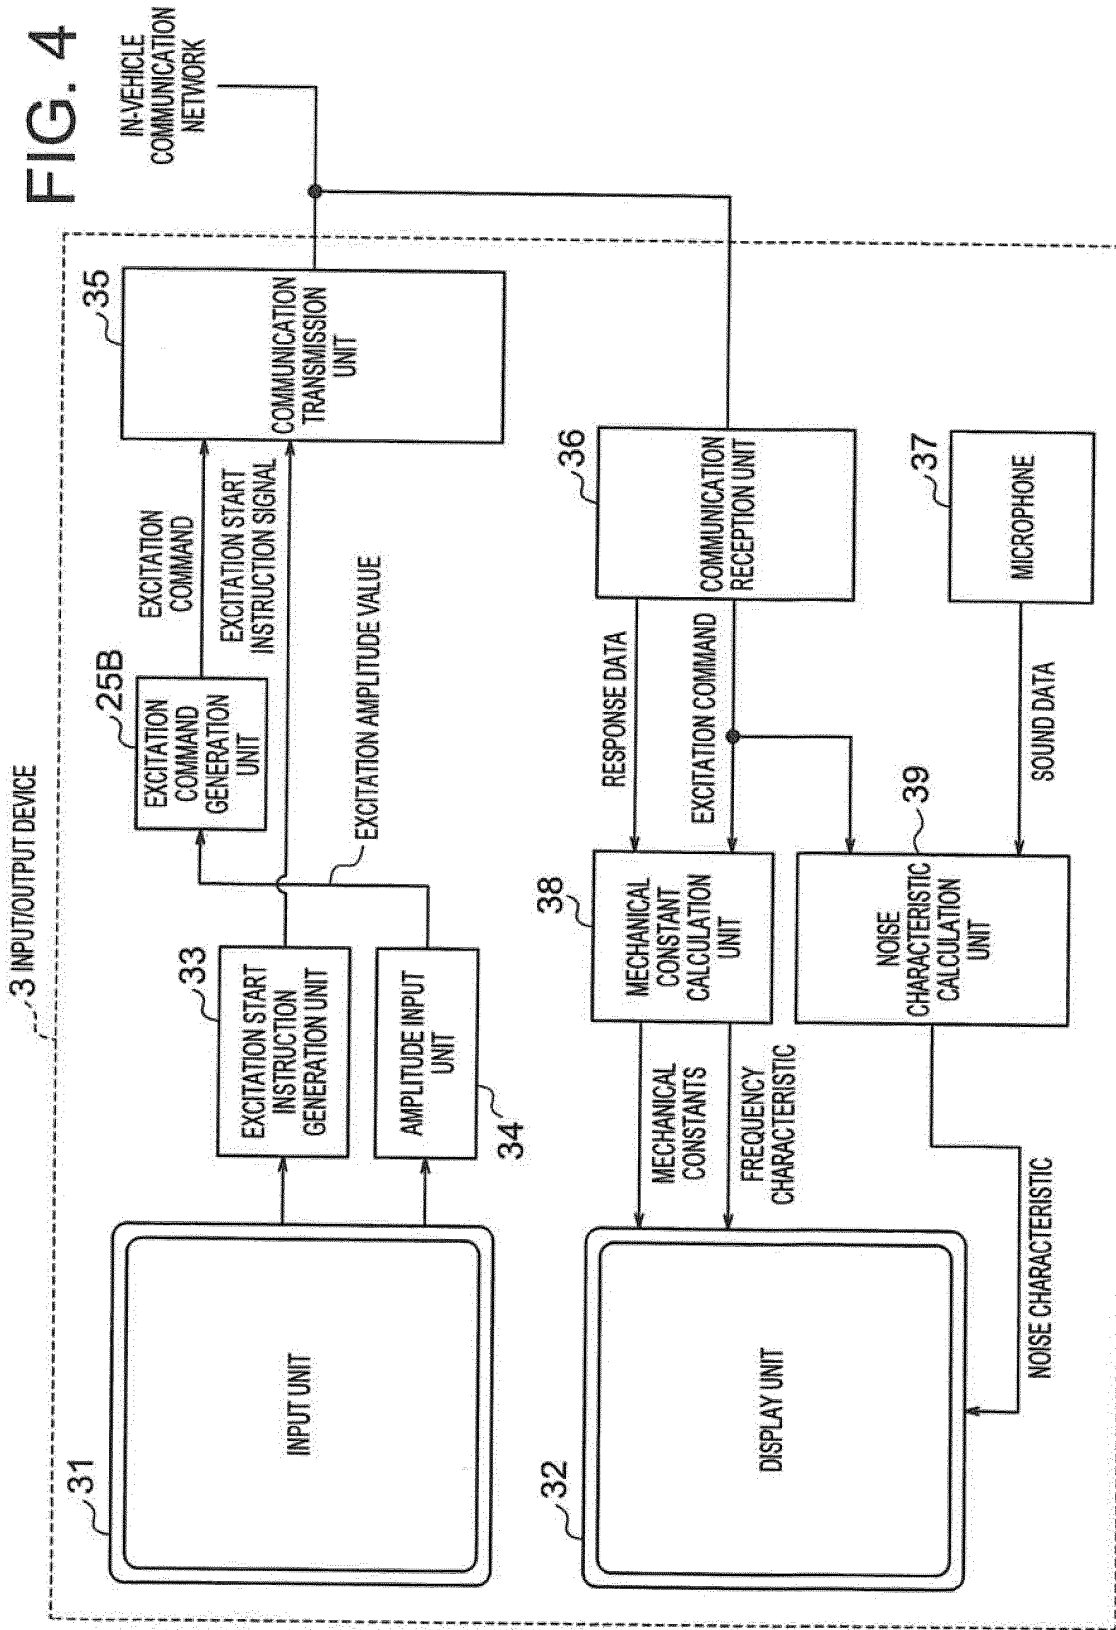 FIG. 4
IN-VEHICLE
COMMUNICATION
NETWORK
3 INPUT/OUTPUT DEVICE
31
INPUT UNIT
33
EXCITATION START
INSTRUCTION
GENERATION UNIT
AMPLITUDE INPUT
UNIT
34
EXCITATION AMPLITUDE VALUE
25B
EXCITATION
COMMAND
GENERATION
UNIT
EXCITATION
COMMAND
EXCITATION START
INSTRUCTION SIGNAL
35
COMMUNICATION
TRANSMISSION
UNIT
32
DISPLAY UNIT
MECHANICAL
CONSTANTS
FREQUENCY
CHARACTERISTIC
NOISE CHARACTERISTIC
38
MECHANICAL
CONSTANT
CALCULATION
UNIT
39
NOISE
CHARACTERISTIC
CALCULATION
UNIT
RESPONSE DATA
EXCITATION COMMAND
SOUND DATA
36
COMMUNICATION
RECEPTION UNIT
37
MICROPHONE